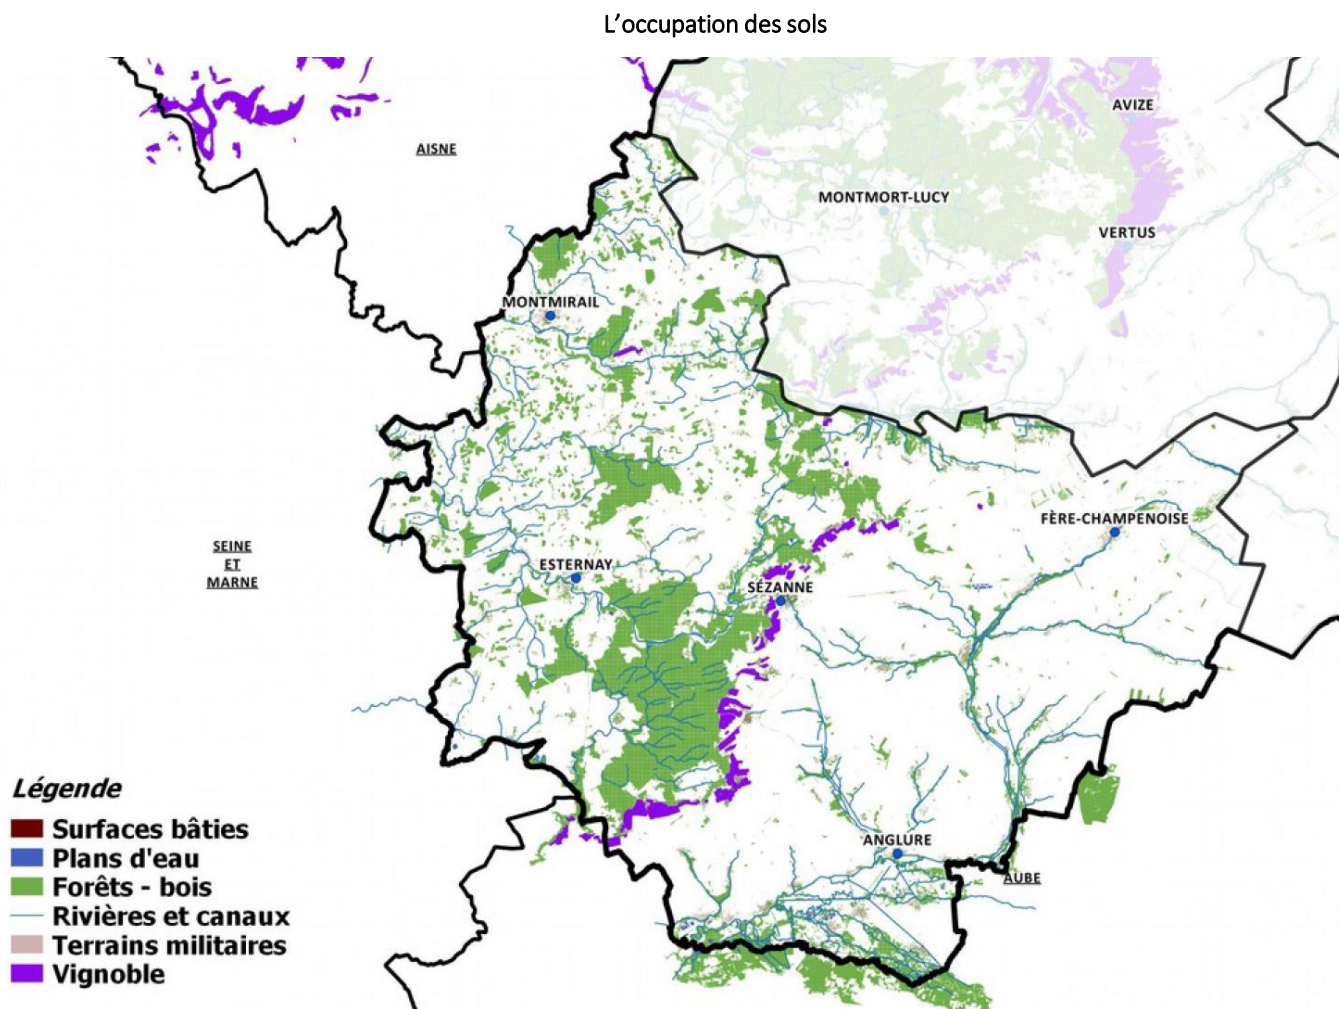 L'occupation des sols
AVIZE
AISNE
MONTMORT-LUCY
VERTUS
MONTMIRAIL
FÈRE-CHAMPENOISE
SEINE
ET
MARNE
ESTERNAY
SÉZANNE
ANGLURE
AUBE
Légende
Surfaces bâties
Plans d'eau
Forêts - bois
Rivières et canaux
Terrains militaires
Vignoble